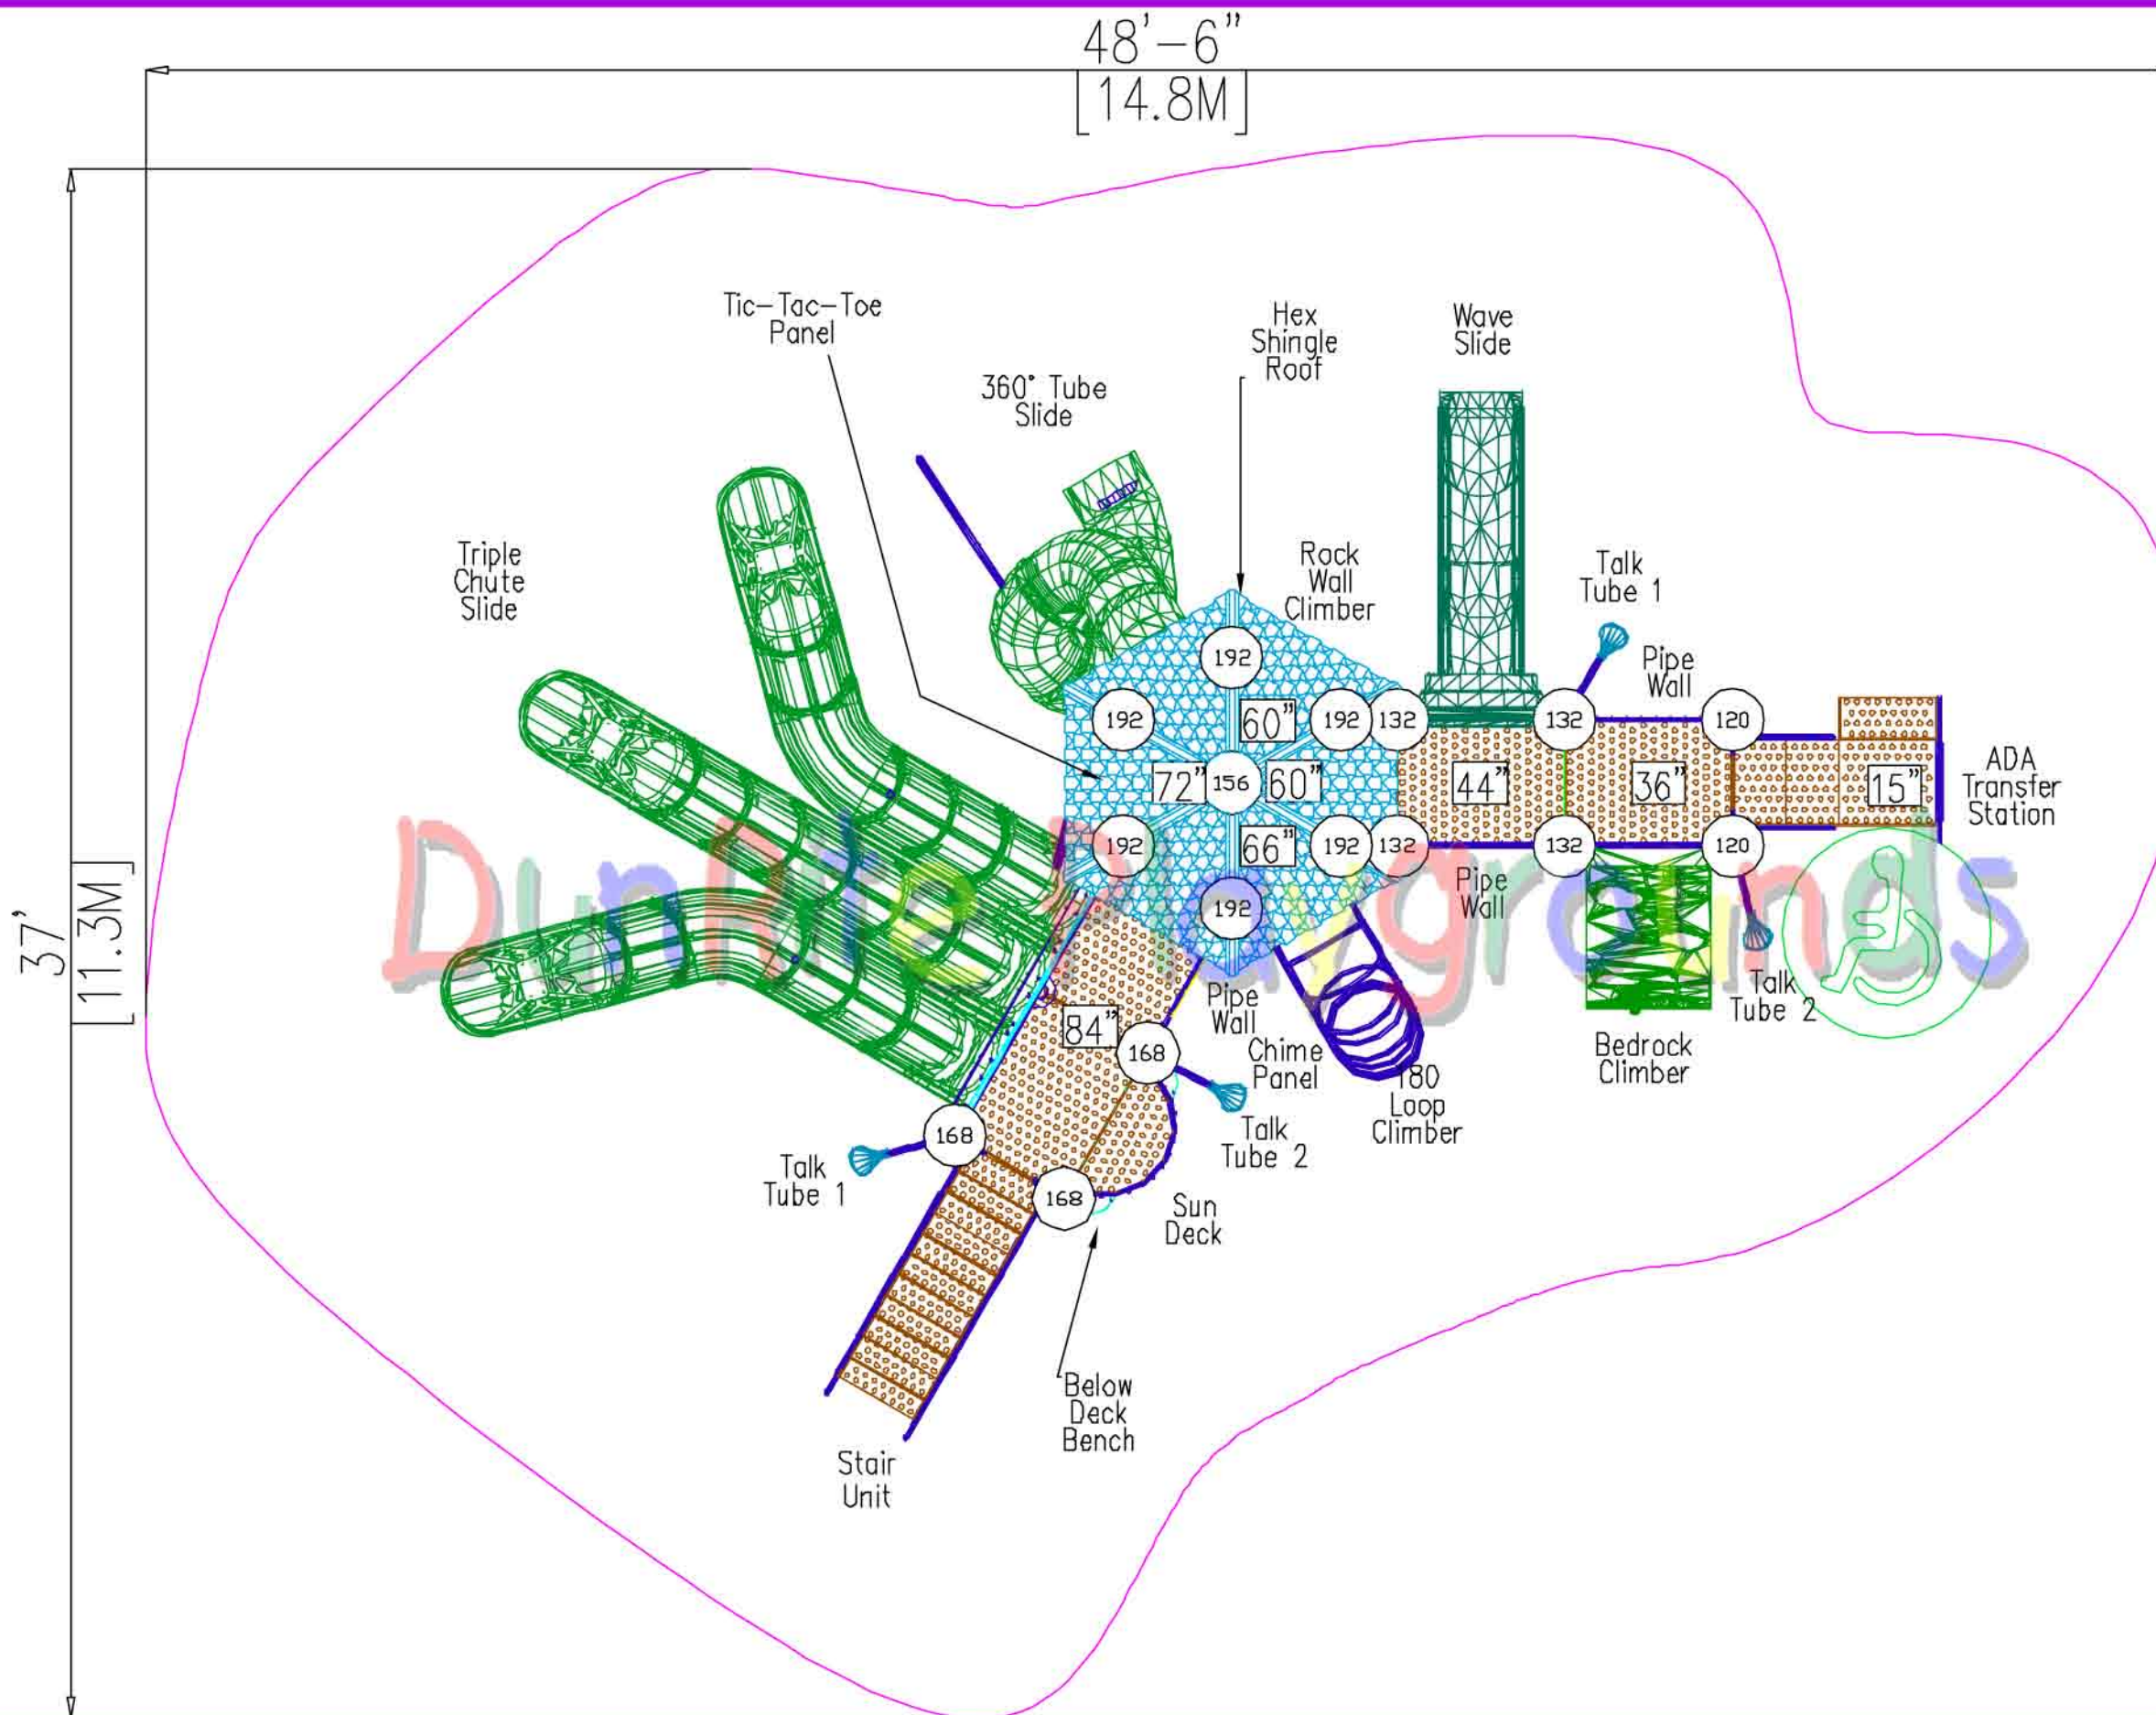 48'-6"
[14.8M]
37'
[11.3M]
Tic-Tac-Toe
Panel
Hex
Shingle
Roof
Wave
Slide
360° Tube
Slide
Triple
Chute
Slide
Rock
Wall
Climber
Talk
Tube 1
Pipe
Wall
192
192
60"
192
132
132
120
72"
156
60"
44"
36"
15"
ADA
Transfer
Station
192
66"
192
132
132
120
192
Pipe
Wall
DunRite Playgrounds
Talk
Tube 2
Pipe
Wall
84"
168
Chime
Panel
Bedrock
Climber
180
Loop
Climber
168
Talk
Tube 2
Talk
Tube 1
168
Sun
Deck
Below
Deck
Bench
Stair
Unit